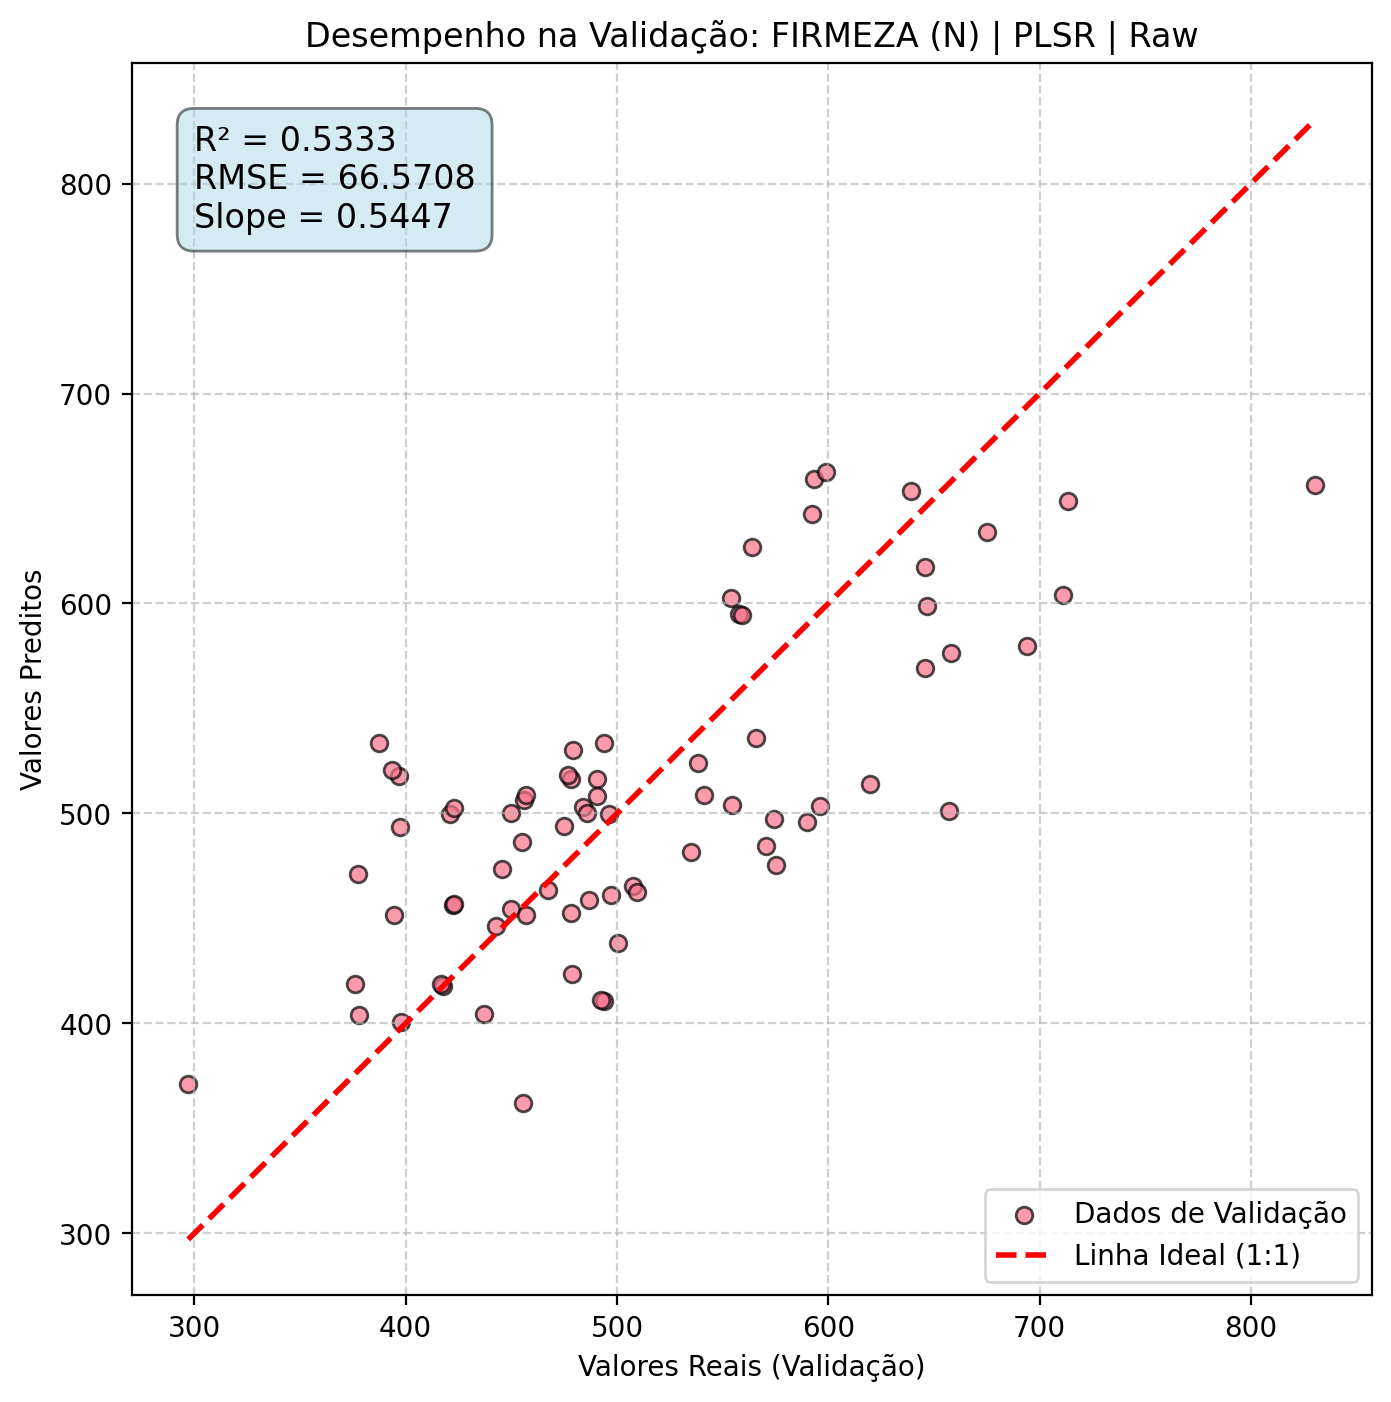 Desempenho na Validação: FIRMEZA (N) | PLSR | Raw
R² = 0.5333
RMSE = 66.5708
Slope = 0.5447
Valores Preditos
800
700
600
500
400
300
Dados de Validação
Linha Ideal (1:1)
300 400 500 600 700 800
Valores Reais (Validação)